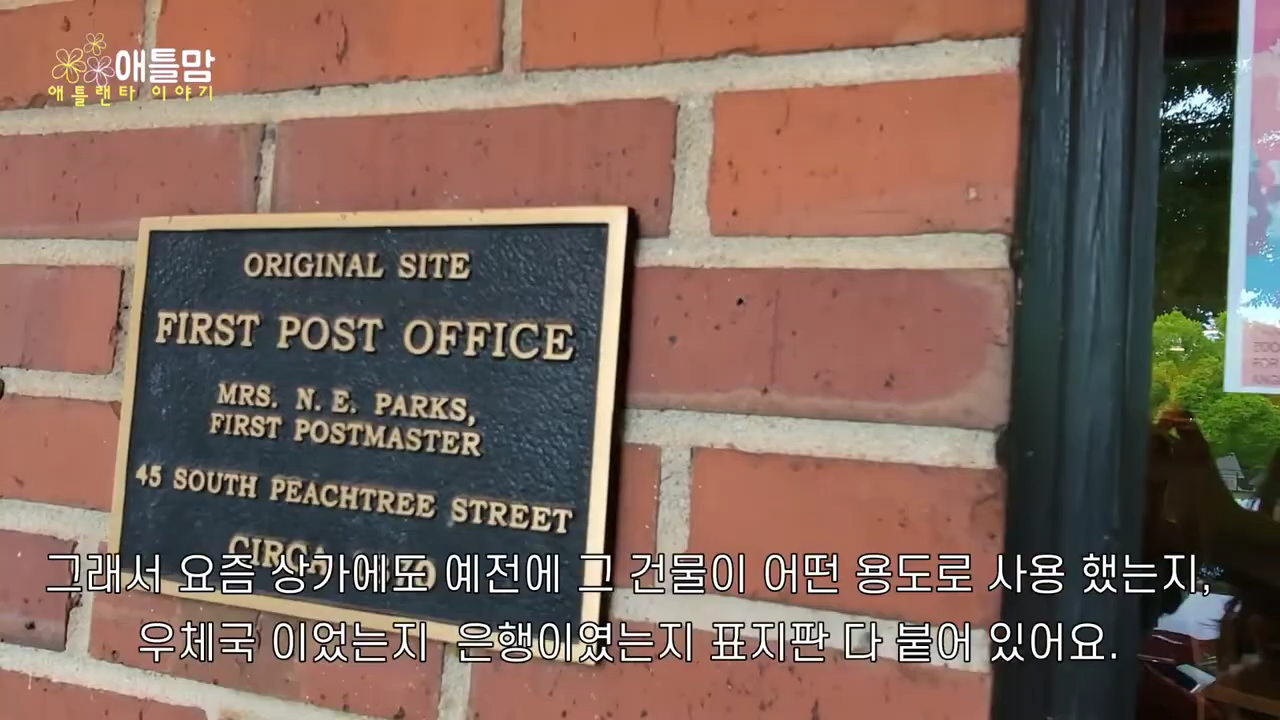 애틀맘
애틀랜타 이야기
ORIGINAL SITE
FIRST POST OFFICE
MRS. N. E. PARKS,
FIRST POSTMASTER
45 SOUTH PEACHTREE STREET
CIRCA
그래서 요즘 상가에도 예전에 그 건물이 어떤 용도로 사용 했는지,
우체국 이었는지 은행이였는지 표지판 다 붙어 있어요.